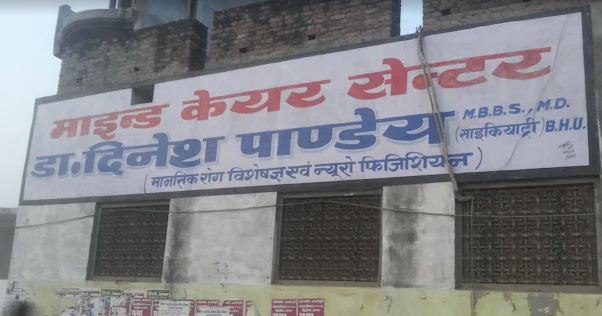 माइन्ड केयर सेन्टर
डा. दिनेश पाण्डेय M.B.B.S., M.D.
(साइकियाट्री) B.H.U.
(मानसिक रोग विशेषज्ञ एवं न्यूरो फिजिशियन)